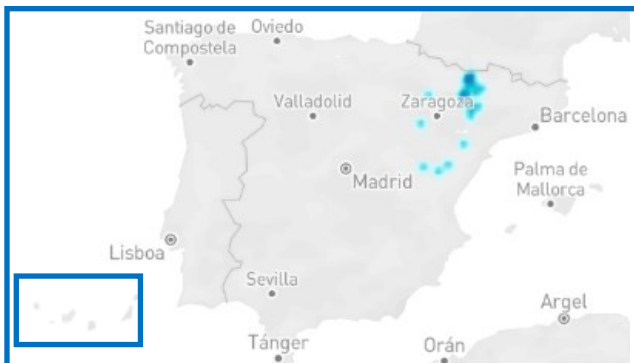 Santiago de
Compostela
Oviedo
Valladolid
Zaragoza
Barcelona
Madrid
Palma de
Mallorca
Lisboa
Sevilla
Argel
Tánger
Orán